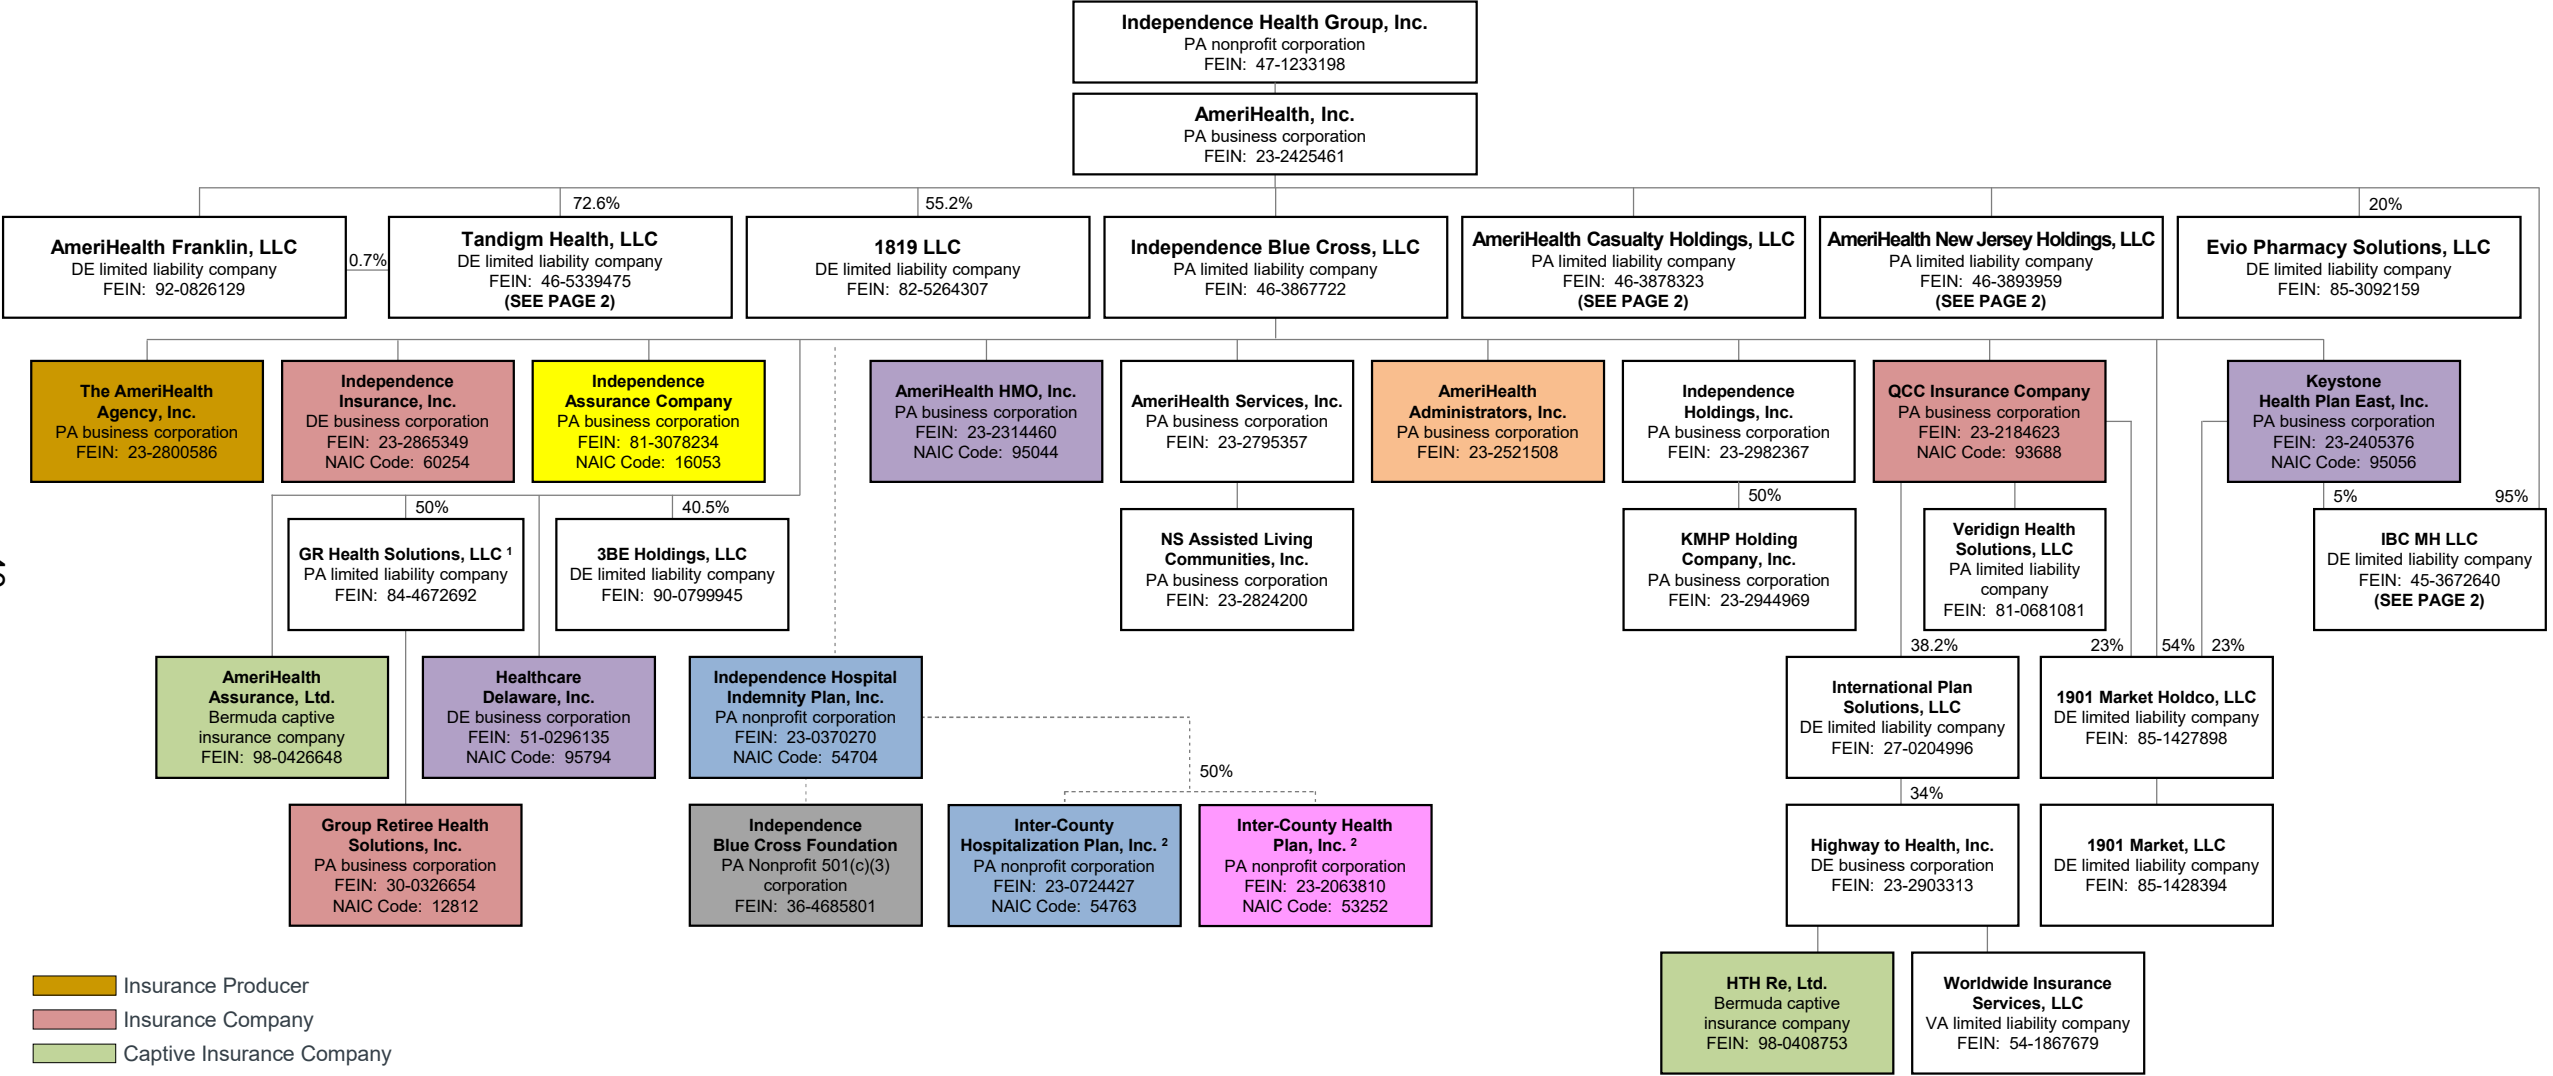 Independence Health Group, Inc.
PA nonprofit corporation
FEIN: 47-1233198
AmeriHealth, Inc.
PA business corporation
FEIN: 23-2425461
72.6%
55.2%
20%
AmeriHealth Franklin, LLC
DE limited liability company
FEIN: 92-0826129
0.7%
Tandigm Health, LLC
DE limited liability company
FEIN: 46-5339475
(SEE PAGE 2)
1819 LLC
DE limited liability company
FEIN: 82-5264307
Independence Blue Cross, LLC
PA limited liability company
FEIN: 46-3867722
AmeriHealth Casualty Holdings, LLC
PA limited liability company
FEIN: 46-3878323
(SEE PAGE 2)
AmeriHealth New Jersey Holdings, LLC
PA limited liability company
FEIN: 46-3893959
(SEE PAGE 2)
Evio Pharmacy Solutions, LLC
DE limited liability company
FEIN: 85-3092159
The AmeriHealth
Agency, Inc.
PA business corporation
FEIN: 23-2800586
Independence
Insurance, Inc.
DE business corporation
FEIN: 23-2865349
NAIC Code: 60254
Independence
Assurance Company
PA business corporation
FEIN: 81-3078234
NAIC Code: 16053
AmeriHealth HMO, Inc.
PA business corporation
FEIN: 23-2314460
NAIC Code: 95044
AmeriHealth Services, Inc.
PA business corporation
FEIN: 23-2795357
AmeriHealth
Administrators, Inc.
PA business corporation
FEIN: 23-2521508
Independence
Holdings, Inc.
PA business corporation
FEIN: 23-2982367
QCC Insurance Company
PA business corporation
FEIN: 23-2184623
NAIC Code: 93688
Keystone
Health Plan East, Inc.
PA business corporation
FEIN: 23-2405376
NAIC Code: 95056
50%
40.5%
50%
5%
95%
GR Health Solutions, LLC ¹
PA limited liability company
FEIN: 84-4672692
3BE Holdings, LLC
DE limited liability company
FEIN: 90-0799945
NS Assisted Living
Communities, Inc.
PA business corporation
FEIN: 23-2824200
KMHP Holding
Company, Inc.
PA business corporation
FEIN: 23-2944969
Veridign Health
Solutions, LLC
PA limited liability
company
FEIN: 81-0681081
IBC MH LLC
DE limited liability company
FEIN: 45-3672640
(SEE PAGE 2)
38.2%
23%
54%
23%
AmeriHealth
Assurance, Ltd.
Bermuda captive
insurance company
FEIN: 98-0426648
Healthcare
Delaware, Inc.
DE business corporation
FEIN: 51-0296135
NAIC Code: 95794
Independence Hospital
Indemnity Plan, Inc.
PA nonprofit corporation
FEIN: 23-0370270
NAIC Code: 54704
International Plan
Solutions, LLC
DE limited liability company
FEIN: 27-0204996
1901 Market Holdco, LLC
DE limited liability company
FEIN: 85-1427898
50%
34%
Group Retiree Health
Solutions, Inc.
PA business corporation
FEIN: 30-0326654
NAIC Code: 12812
Independence
Blue Cross Foundation
PA Nonprofit 501(c)(3)
corporation
FEIN: 36-4685801
Inter-County
Hospitalization Plan, Inc. ²
PA nonprofit corporation
FEIN: 23-0724427
NAIC Code: 54763
Inter-County Health
Plan, Inc. ²
PA nonprofit corporation
FEIN: 23-2063810
NAIC Code: 53252
Highway to Health, Inc.
DE business corporation
FEIN: 23-2903313
1901 Market, LLC
DE limited liability company
FEIN: 85-1428394
HTH Re, Ltd.
Bermuda captive
insurance company
FEIN: 98-0408753
Worldwide Insurance
Services, LLC
VA limited liability company
FEIN: 54-1867679
Insurance Producer
Insurance Company
Captive Insurance Company